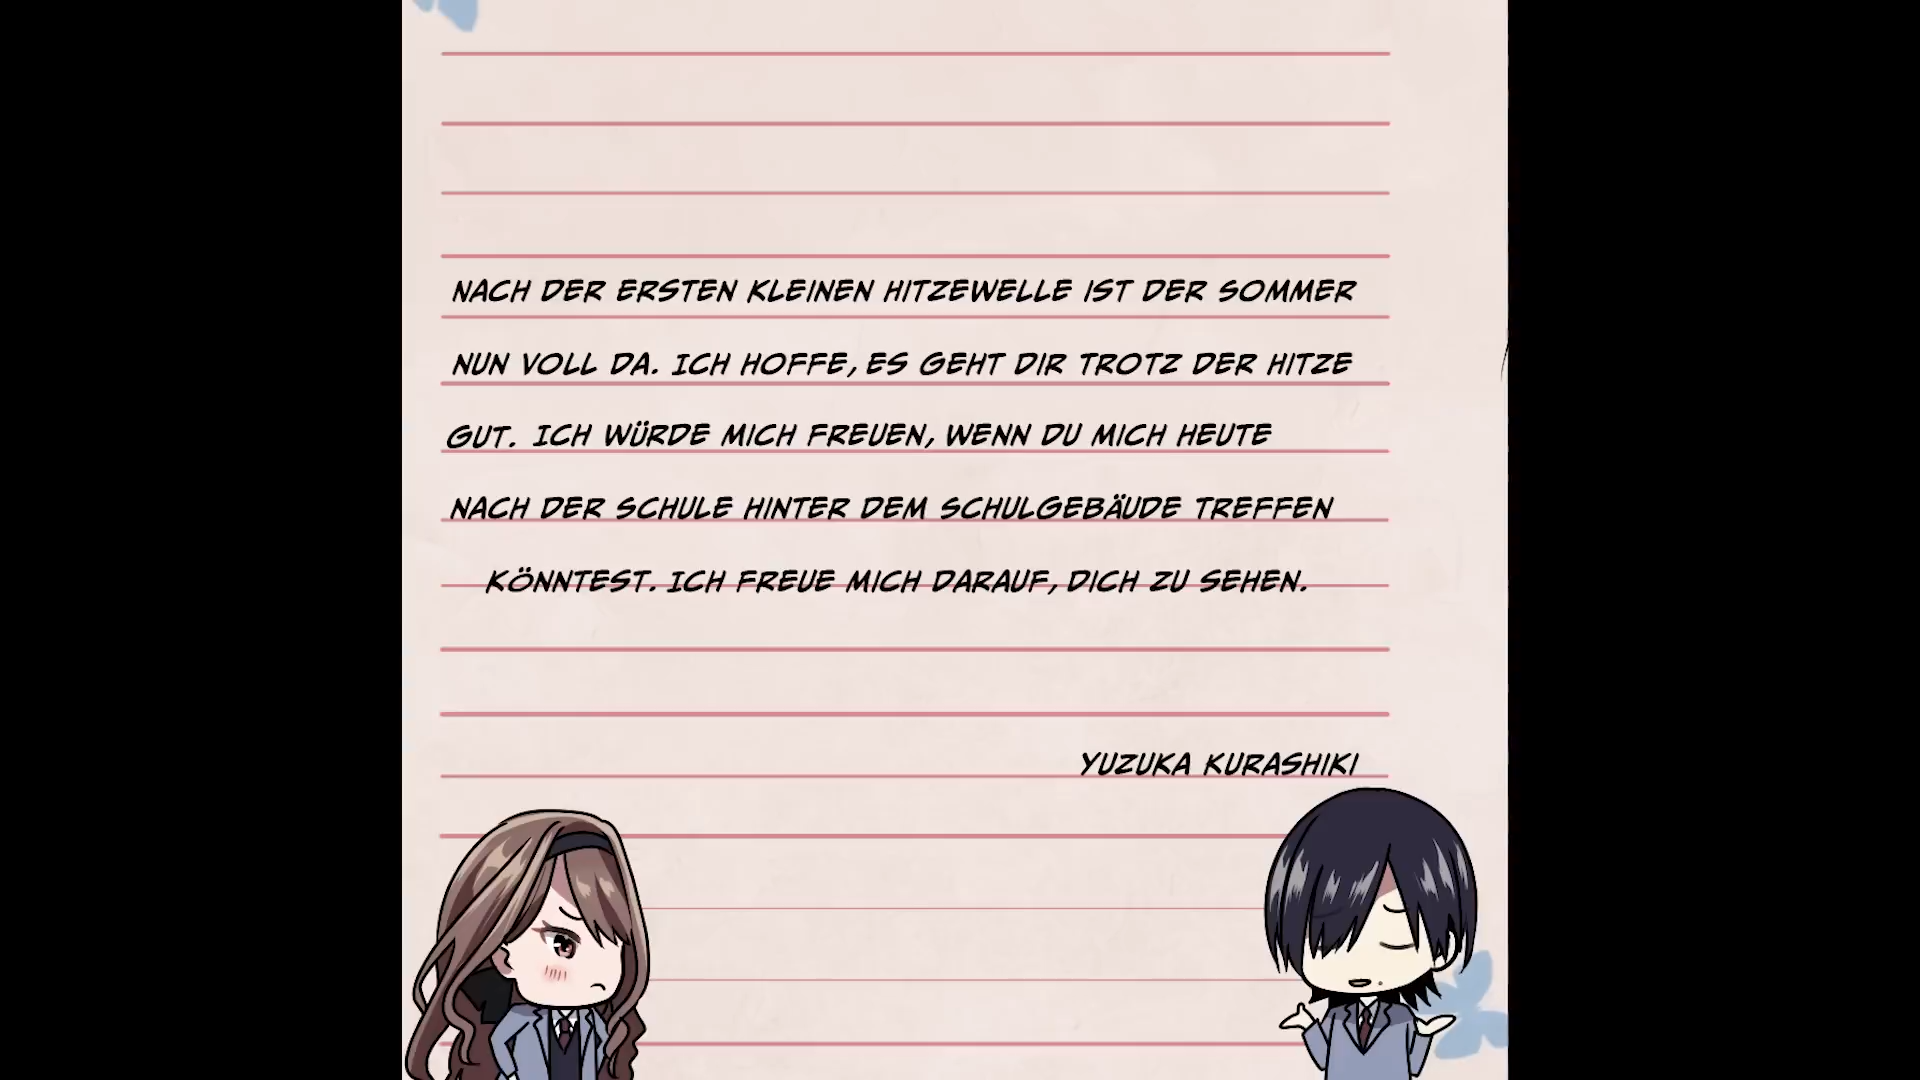 NACH DER ERSTEN KLEINEN HITZEWELLE IST DER SOMMER
NUN VOLL DA. ICH HOFFE, ES GEHT DIR TROTZ DER HITZE
GUT. ICH WÜRDE MICH FREUEN, WENN DU MICH HEUTE
NACH DER SCHULE HINTER DEM SCHULGEBÄUDE TREFFEN
KÖNNTEST. ICH FREUE MICH DARAUF, DICH ZU SEHEN.
YUZUKA KURASHIKI